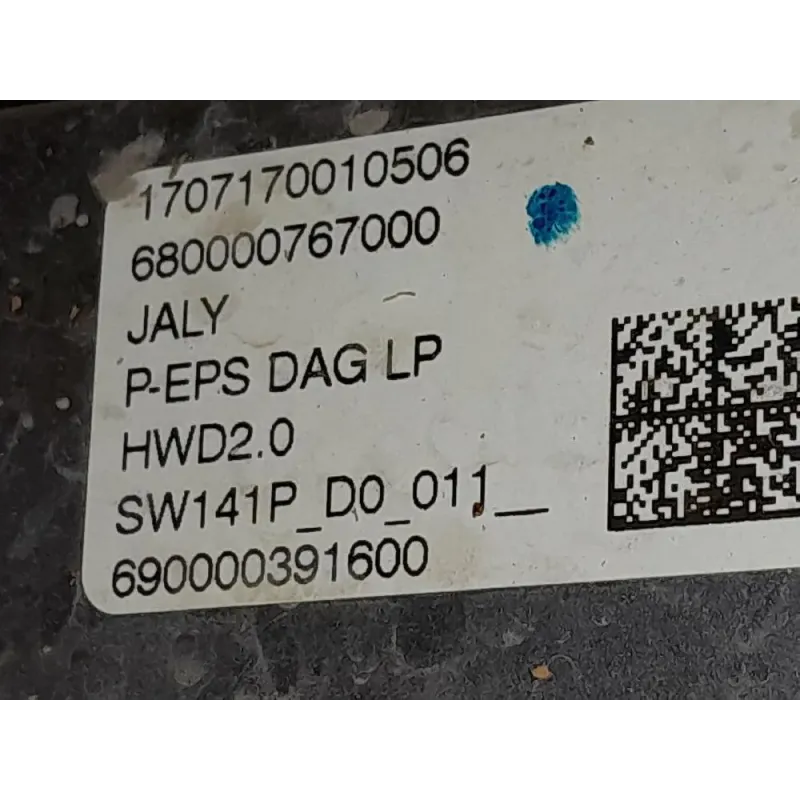 1707170010506
680000767000
JALY
P-EPS DAG LP
HWD2.0
SW141P_D0_011__
690000391600